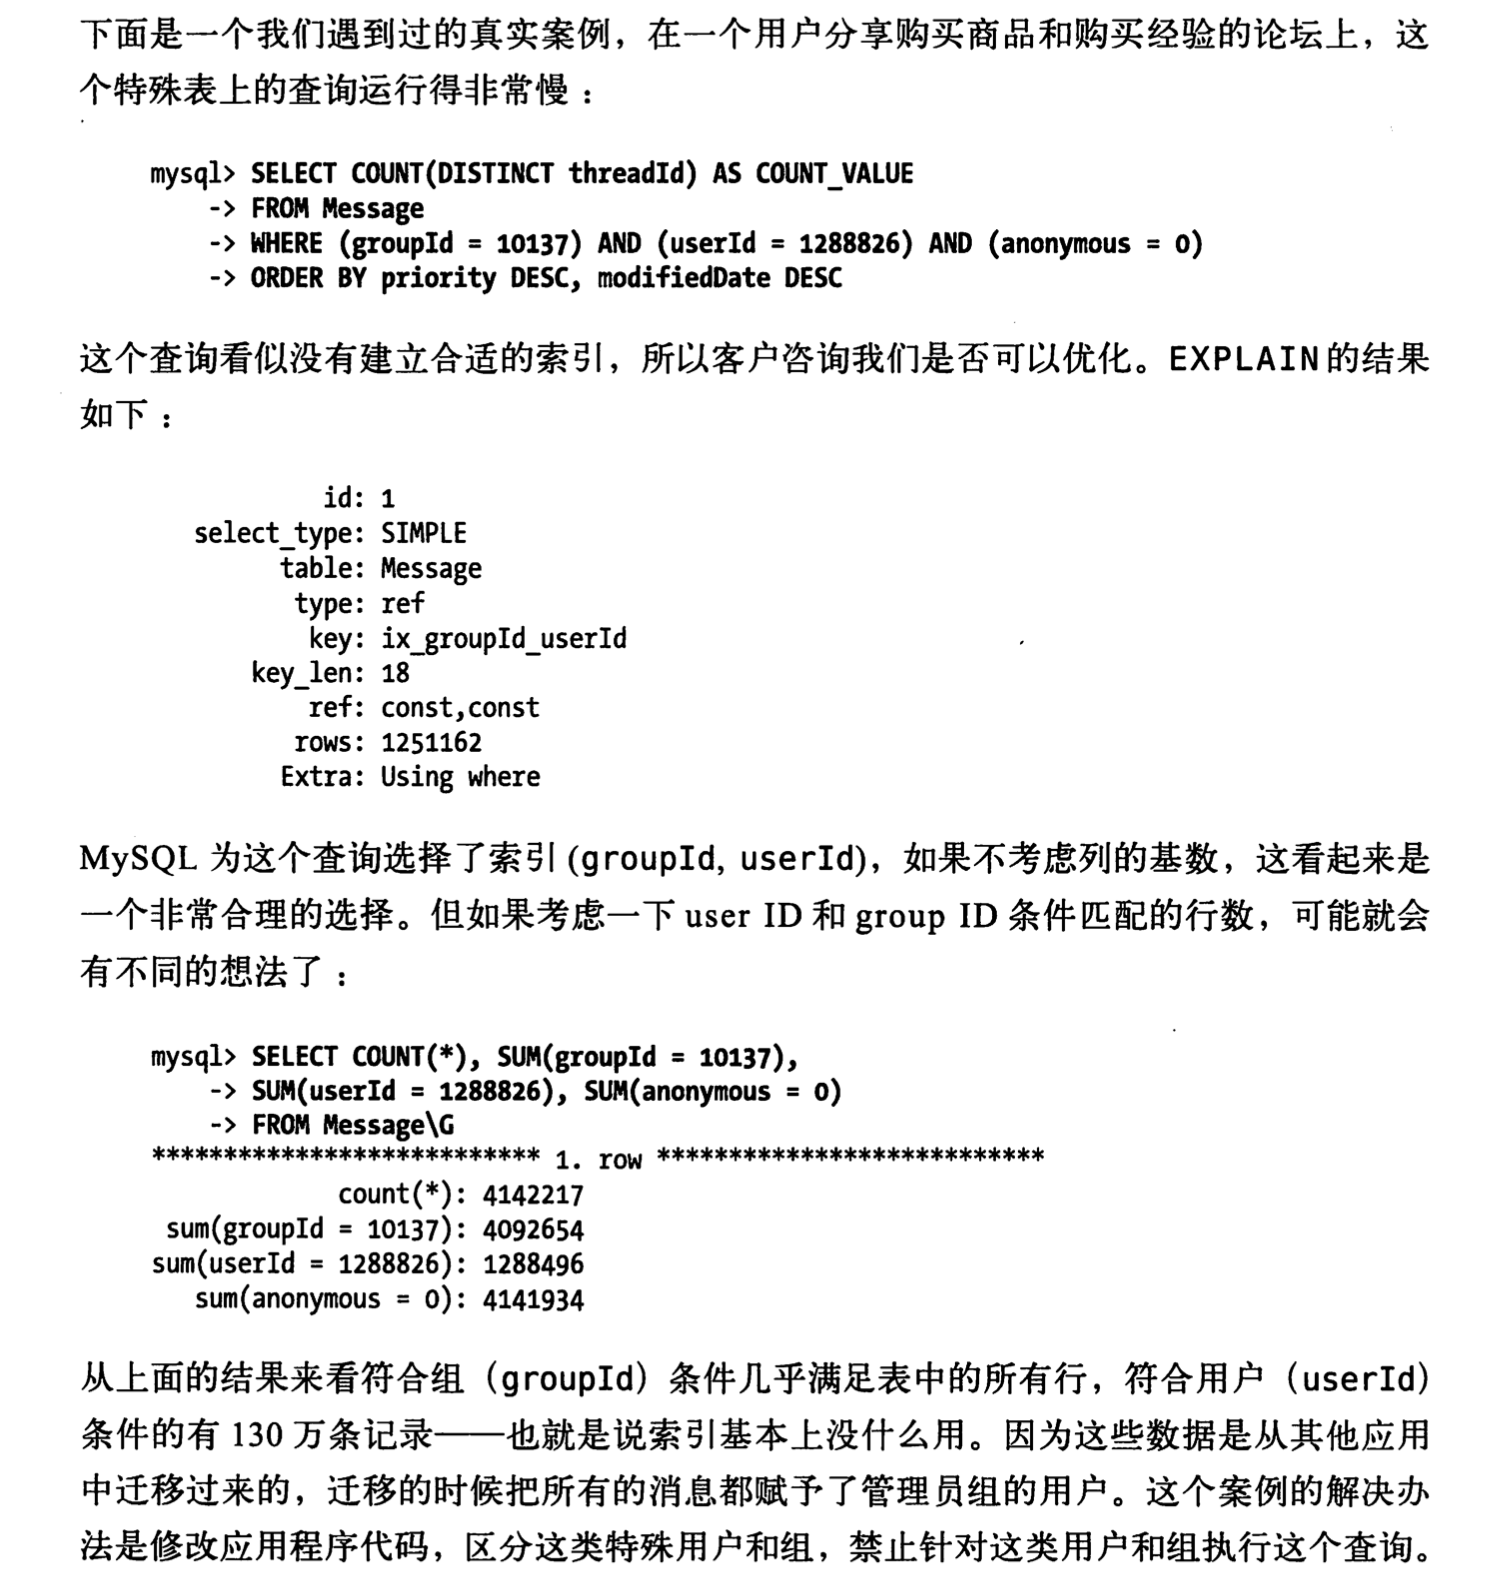 下面是一个我们遇到过的真实案例，在一个用户分享购买商品和购买经验的论坛上，这
个特殊表上的查询运行得非常慢：
mysql> SELECT COUNT(DISTINCT threadId) AS COUNT_VALUE
-> FROM Message
-> WHERE (groupId = 10137) AND (userId = 1288826) AND (anonymous = 0)
-> ORDER BY priority DESC, modifiedDate DESC
这个查询看似没有建立合适的索引，所以客户咨询我们是否可以优化。EXPLAIN的结果
如下：
id: 1
select_type: SIMPLE
table: Message
type: ref
key: ix_groupId_userId
key_len: 18
ref: const,const
rows: 1251162
Extra: Using where
MySQL 为这个查询选择了索引 (groupId, userId)，如果不考虑列的基数，这看起来是
一个非常合理的选择。但如果考虑一下 user ID 和 group ID 条件匹配的行数，可能就会
有不同的想法了：
mysql> SELECT COUNT(*), SUM(groupId = 10137),
-> SUM(userId = 1288826), SUM(anonymous = 0)
-> FROM Message\G
*************************** 1. row ***************************
count(*): 4142217
sum(groupId = 10137): 4092654
sum(userId = 1288826): 1288496
sum(anonymous = 0): 4141934
从上面的结果来看符合组（groupId）条件几乎满足表中的所有行，符合用户（userId）
条件的有 130 万条记录——也就是说索引基本上没什么用。因为这些数据是从其他应用
中迁移过来的，迁移的时候把所有的消息都赋予了管理员组的用户。这个案例的解决办
法是修改应用程序代码，区分这类特殊用户和组，禁止针对这类用户和组执行这个查询。